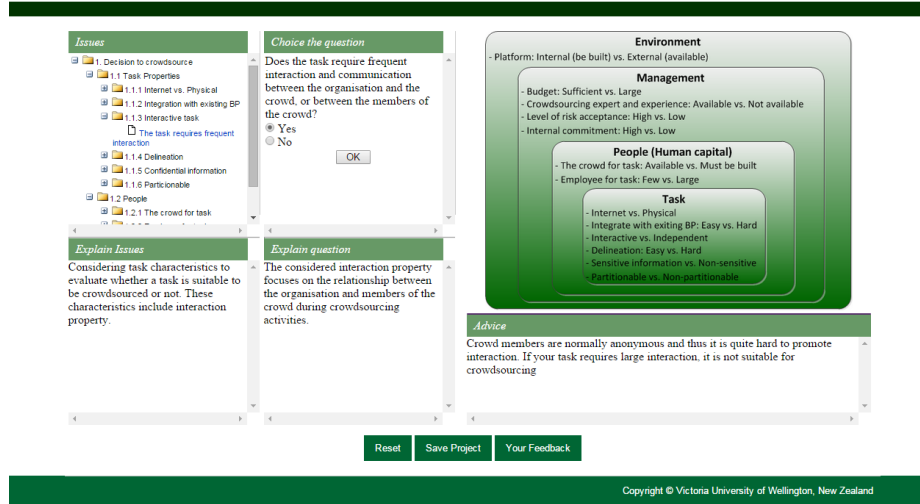 Issues
1. Decision to crowdsource
1.1 Task Properties
1.1.1 Internet vs. Physical
1.1.2 Integration with existing BP
1.1.3 Interactive task
The task requires frequent
interaction
1.1.4 Delineation
1.1.5 Confidential information
1.1.6 Particionable
1.2 People
1.2.1 The crowd for task
Choice the question
Does the task require frequent
interaction and communication
between the organisation and the
crowd, or between the members of
the crowd?
Yes
No
OK
Environment
- Platform: Internal (be built) vs. External (available)
Management
- Budget: Sufficient vs. Large
- Crowdsourcing expert and experience: Available vs. Not available
- Level of risk acceptance: High vs. Low
- Internal commitment: High vs. Low
People (Human capital)
- The crowd for task: Available vs. Must be built
- Employee for task: Few vs. Large
Task
- Internet vs. Physical
- Integrate with exiting BP: Easy vs. Hard
- Interactive vs. Independent
- Delineation: Easy vs. Hard
- Sensitive information vs. Non-sensitive
- Partitionable vs. Non-partitionable
Explain Issues
Considering task characteristics to
evaluate whether a task is suitable to
be crowdsourced or not. These
characteristics include interaction
property.
Explain question
The considered interaction property
focuses on the relationship between
the organisation and members of the
crowd during crowdsourcing
activities.
Advice
Crowd members are normally anonymous and thus it is quite hard to promote
interaction. If your task requires large interaction, it is not suitable for
crowdsourcing
Reset
Save Project
Your Feedback
Copyright © Victoria University of Wellington, New Zealand